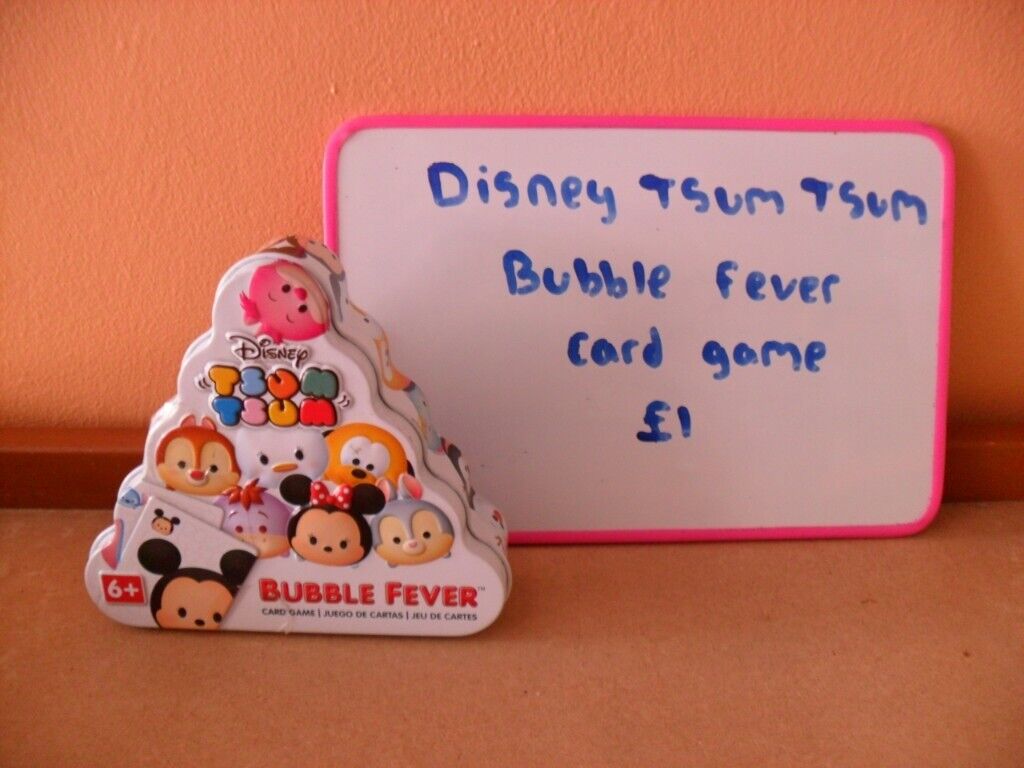 Disney Tsum Tsum
Bubble Fever
card game
£1
Disney
TSUM
TSUM
6+
BUBBLE FEVER™
CARD GAME | JUEGO DE CARTAS | JEU DE CARTES